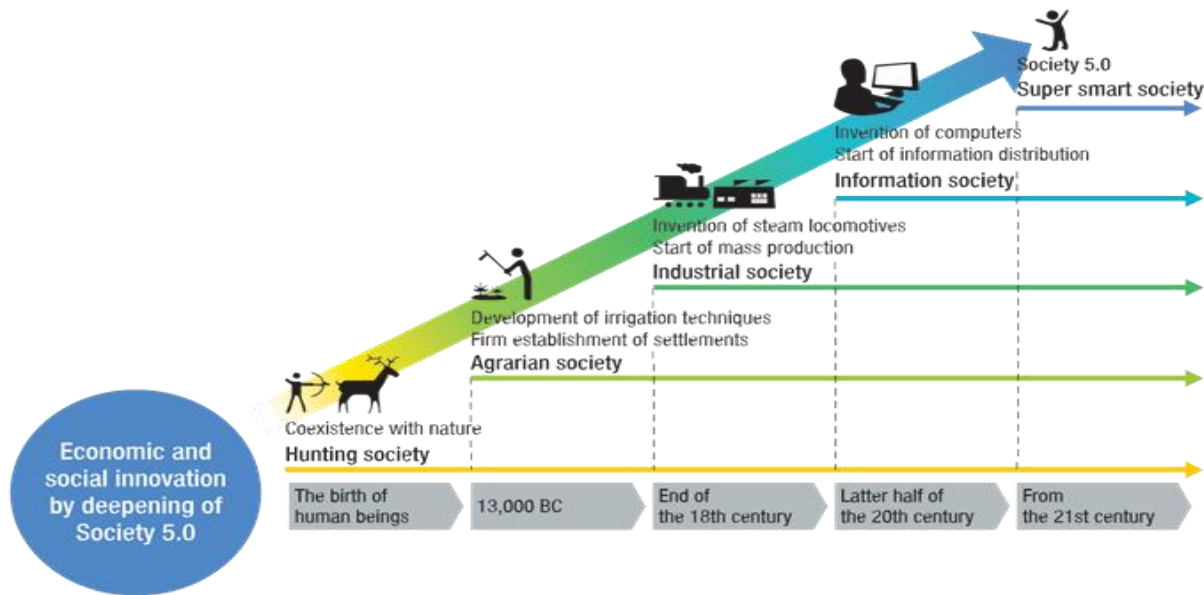 Society 5.0
Super smart society
Invention of computers
Start of information distribution
Information society
Invention of steam locomotives
Start of mass production
Industrial society
Development of irrigation techniques
Firm establishment of settlements
Agrarian society
Coexistence with nature
Hunting society
Economic and
social innovation
by deepening of
Society 5.0
The birth of
human beings
13,000 BC
End of
the 18th century
Latter half of
the 20th century
From
the 21st century